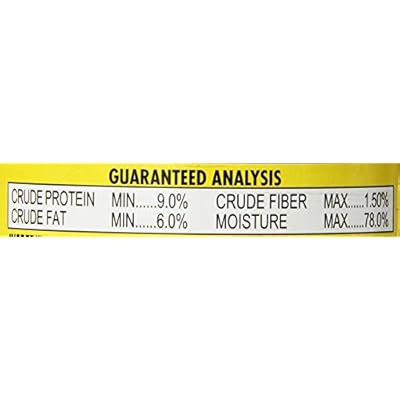 GUARANTEED ANALYSIS
CRUDE PROTEIN MIN......9.0% CRUDE FIBER MAX....1.50%
CRUDE FAT MIN......6.0% MOISTURE MAX.....78.0%